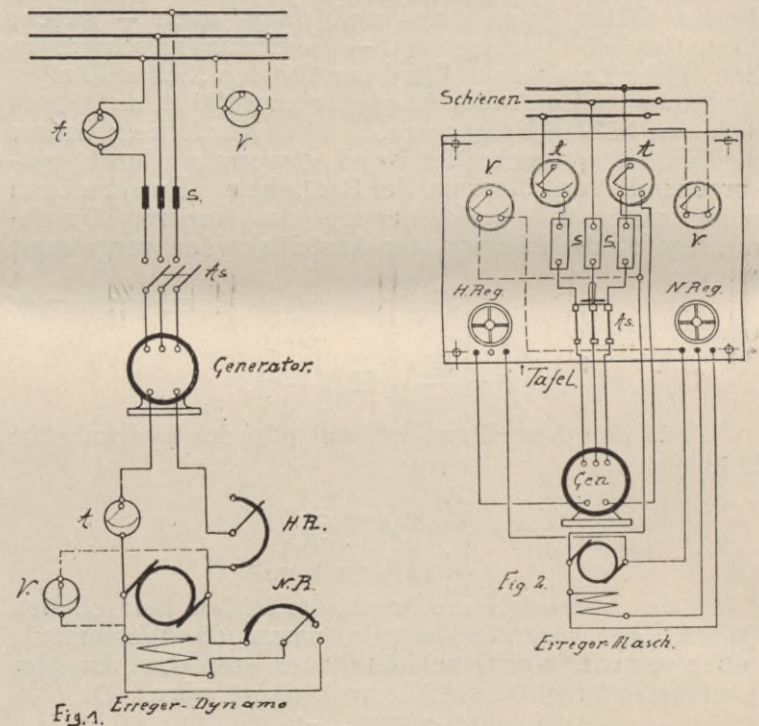 A.
V.
S.
As.
Generator.
A.
H.R.
V.
N.R.
Erreger-Dynamo
Fig. 1.
Schienen
V.
A
A
V.
S.
S.
H.Reg.
N.Reg.
As.
Tafel.
Gen
Fig. 2.
Erreger-Masch.